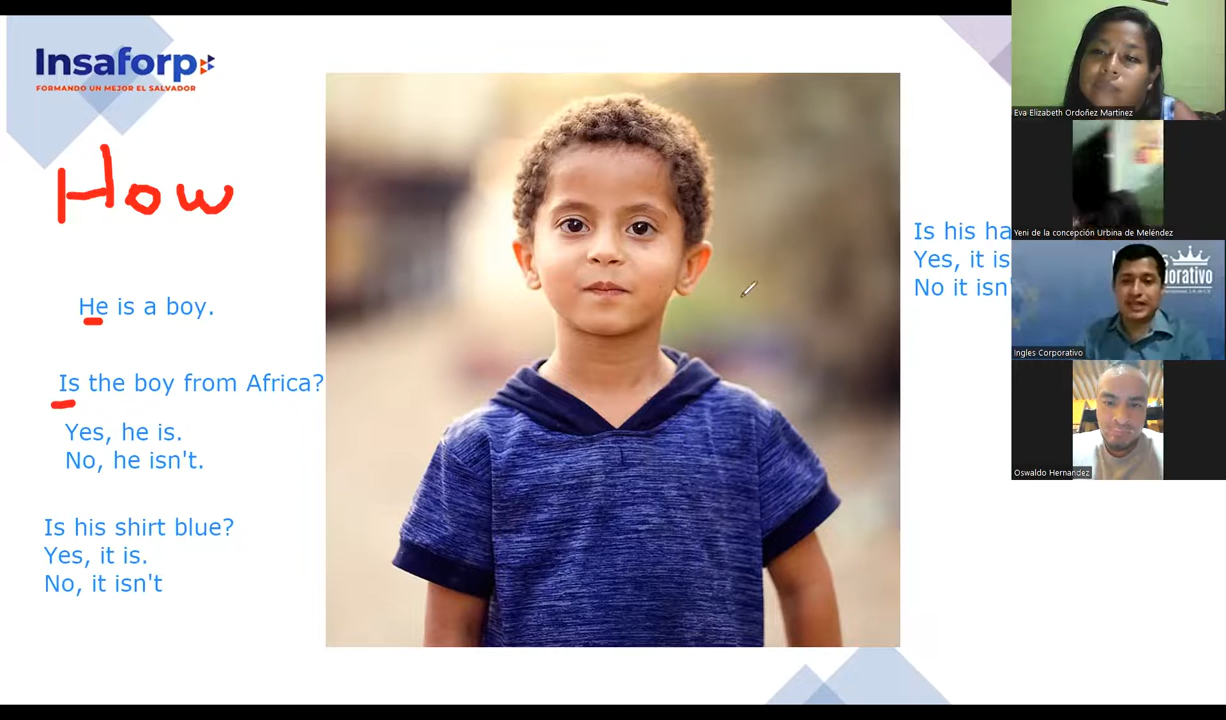 Insaforp
FORMANDO UN MEJOR EL SALVADOR
How
He is a boy.
Is the boy from Africa?
Yes, he is.
No, he isn't.
Is his shirt blue?
Yes, it is.
No, it isn't
Is his ha
Yes, it is
No it isn'
Eva Elizabeth Ordoñez Martinez
Yeni de la concepción Urbina de Meléndez
orativo
Ingles Corporativo
Oswaldo Hernandez